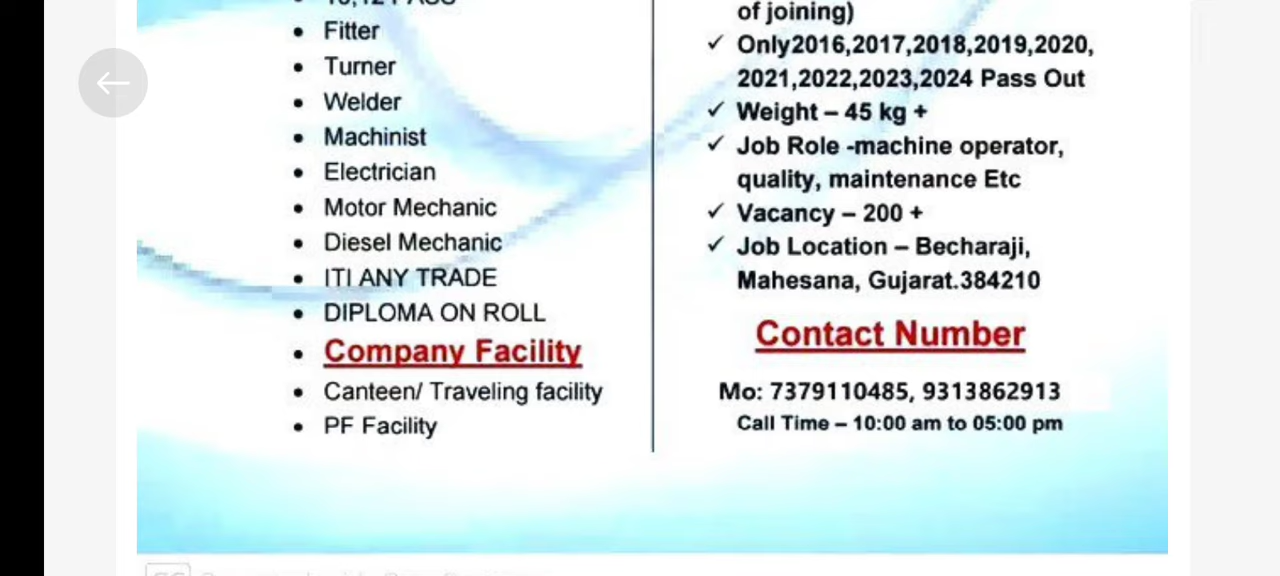 Fitter
Turner
Welder
Machinist
Electrician
Motor Mechanic
Diesel Mechanic
ITI ANY TRADE
DIPLOMA ON ROLL
Company Facility
Canteen/ Traveling facility
PF Facility
of joining)
Only2016,2017,2018,2019,2020,
2021,2022,2023,2024 Pass Out
Weight – 45 kg +
Job Role -machine operator,
quality, maintenance Etc
Vacancy – 200 +
Job Location – Becharaji,
Mahesana, Gujarat.384210
Contact Number
Mo: 7379110485, 9313862913
Call Time – 10:00 am to 05:00 pm